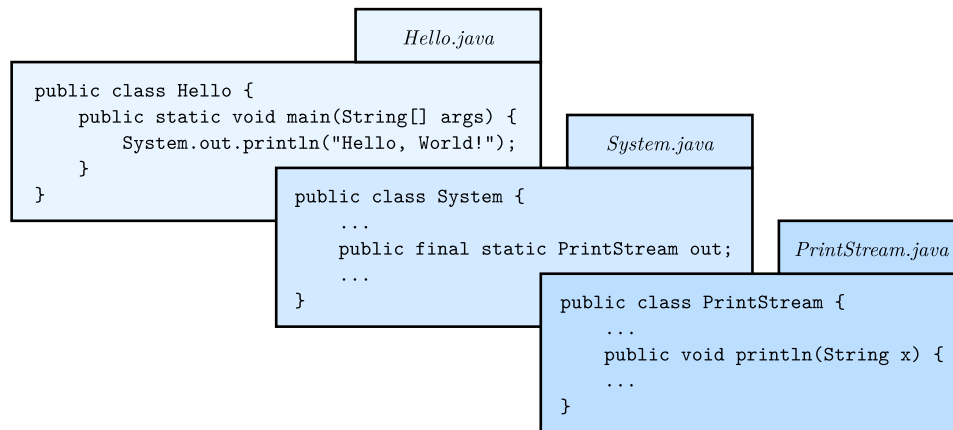 Hello.java
public class Hello {
    public static void main(String[] args) {
        System.out.println("Hello, World!");
    }
}
System.java
public class System {
    ...
    public final static PrintStream out;
    ...
}
PrintStream.java
public class PrintStream {
    ...
    public void println(String x) {
    ...
}